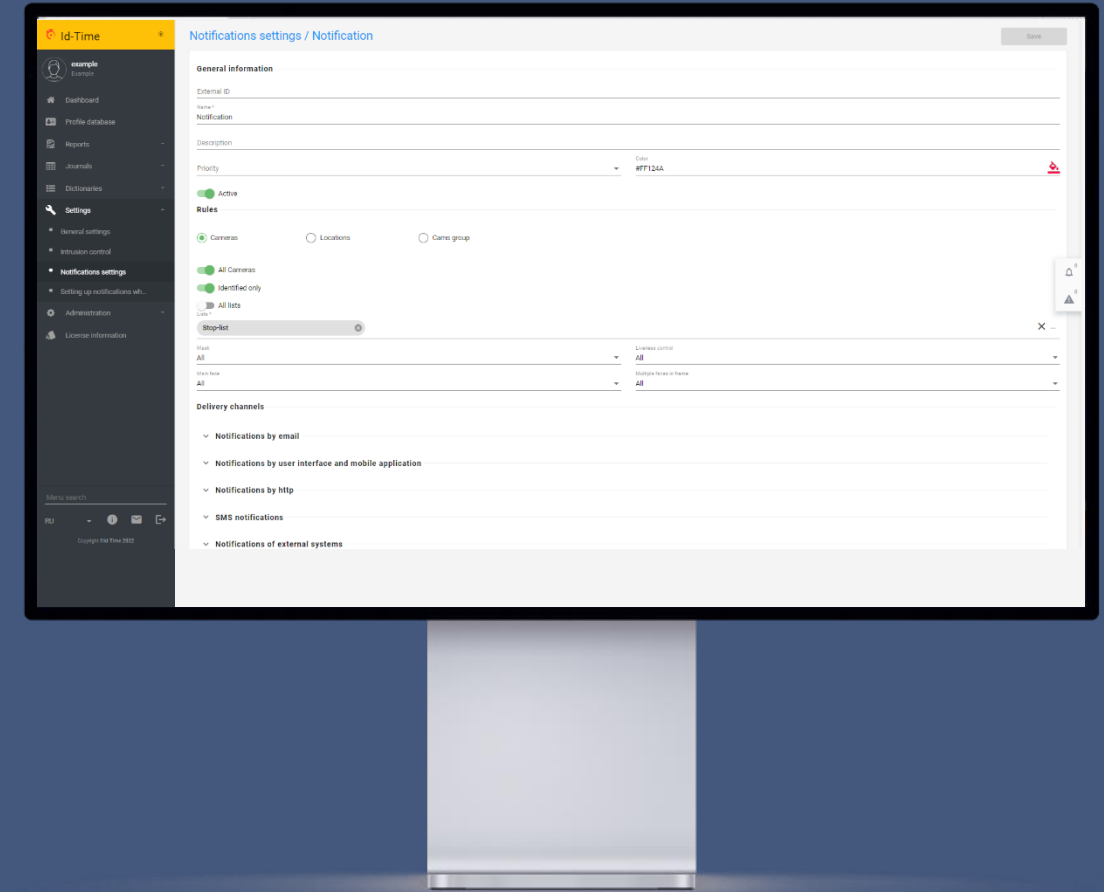 Id-Time
example
Example
Dashboard
Profile database
Reports
Journals
Dictionaries
Settings
General settings
Intrusion control
Notifications settings
Setting up notifications wh...
Administration
License information
Menu search
RU
Copyright ©Id Time 2022
Notifications settings / Notification
Save
General information
External ID
Name *
Notification
Description
Priority
Color
#FF124A
Active
Rules
Cameras
Locations
Cams group
All Cameras
Identified only
All lists
Lists *
Stop-list
Mask
All
Liveness control
All
Main face
All
Multiple faces in frame
All
Delivery channels
Notifications by email
Notifications by user interface and mobile application
Notifications by http
SMS notifications
Notifications of external systems
0
0